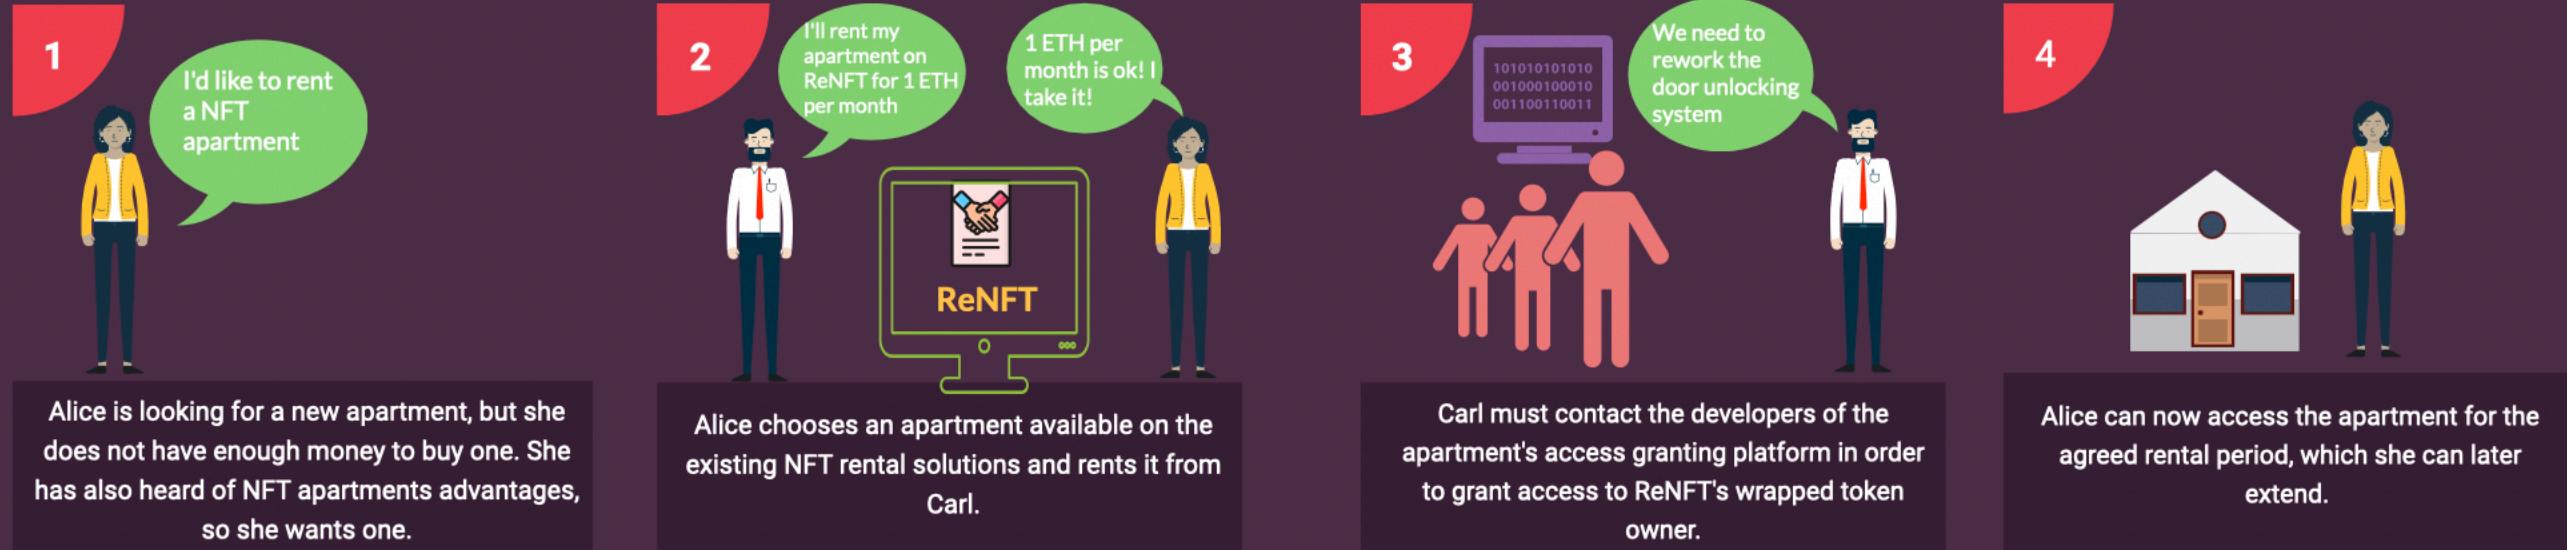 1
I'd like to rent
a NFT
apartment
Alice is looking for a new apartment, but she
does not have enough money to buy one. She
has also heard of NFT apartments advantages,
so she wants one.
2
I'll rent my
apartment on
ReNFT for 1 ETH
per month
1 ETH per
month is ok! I
take it!
ReNFT
Alice chooses an apartment available on the
existing NFT rental solutions and rents it from
Carl.
3
101010101010
001000100010
001100110011
We need to
rework the
door unlocking
system
Carl must contact the developers of the
apartment's access granting platform in order
to grant access to ReNFT's wrapped token
owner.
4
Alice can now access the apartment for the
agreed rental period, which she can later
extend.